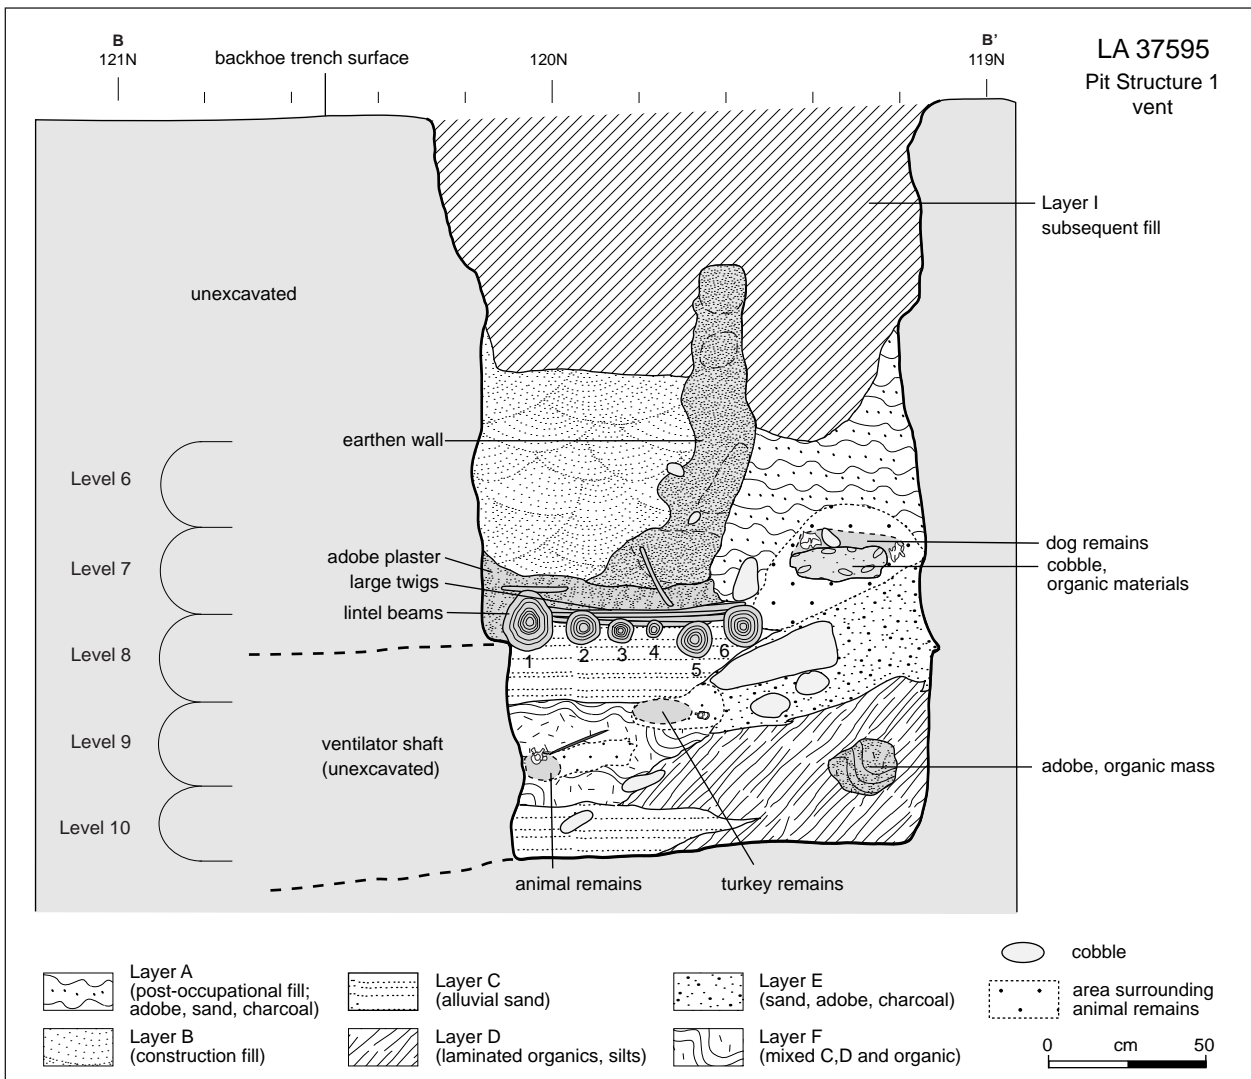 B
121N
backhoe trench surface
120N
B'
119N
LA 37595
Pit Structure 1
vent
Layer I
subsequent fill
unexcavated
earthen wall
Level 6
adobe plaster
large twigs
lintel beams
Level 7
dog remains
cobble,
organic materials
Level 8
1
2
3
4
5
6
Level 9
ventilator shaft
(unexcavated)
adobe, organic mass
Level 10
animal remains
turkey remains
Layer A
(post-occupational fill;
adobe, sand, charcoal)
Layer B
(construction fill)
Layer C
(alluvial sand)
Layer D
(laminated organics, silts)
Layer E
(sand, adobe, charcoal)
Layer F
(mixed C,D and organic)
cobble
area surrounding
animal remains
0 cm 50